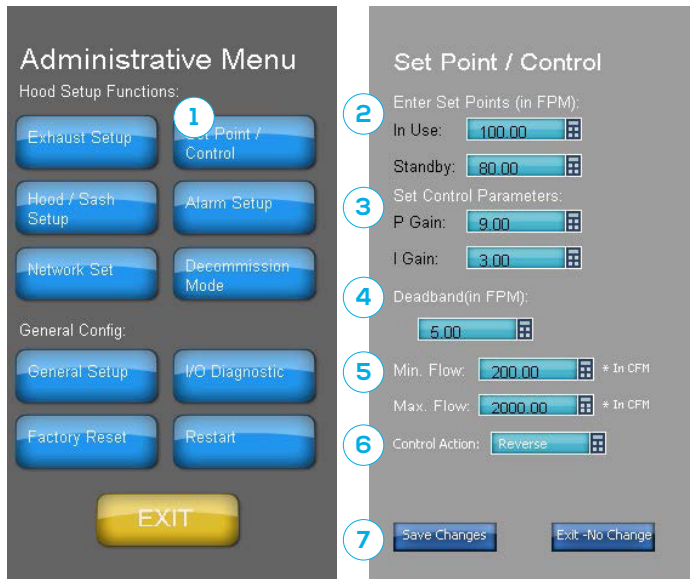 Administrative Menu
Hood Setup Functions:
1
Exhaust Setup
Set Point /
Control
Hood / Sash
Setup
Alarm Setup
Network Set
Decommission
Mode
General Config:
General Setup
I/O Diagnostic
Factory Reset
Restart
EXIT
Set Point / Control
2
Enter Set Points (in FPM):
In Use: 100.00
Standby: 80.00
3
Set Control Parameters:
P Gain: 9.00
I Gain: 3.00
4
Deadband(in FPM):
5.00
5
Min. Flow: 200.00 * In CFM
Max. Flow: 2000.00 * In CFM
6
Control Action: Reverse
7
Save Changes
Exit -No Change